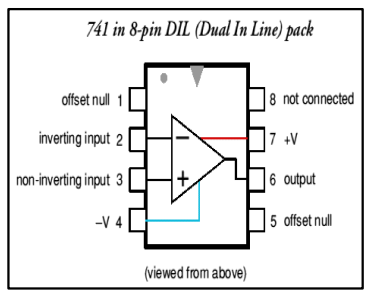 741 in 8-pin DIL (Dual In Line) pack
offset null 1
8 not connected
inverting input 2
7 +V
non-inverting input 3
6 output
–V 4
5 offset null
− 
+
(viewed from above)